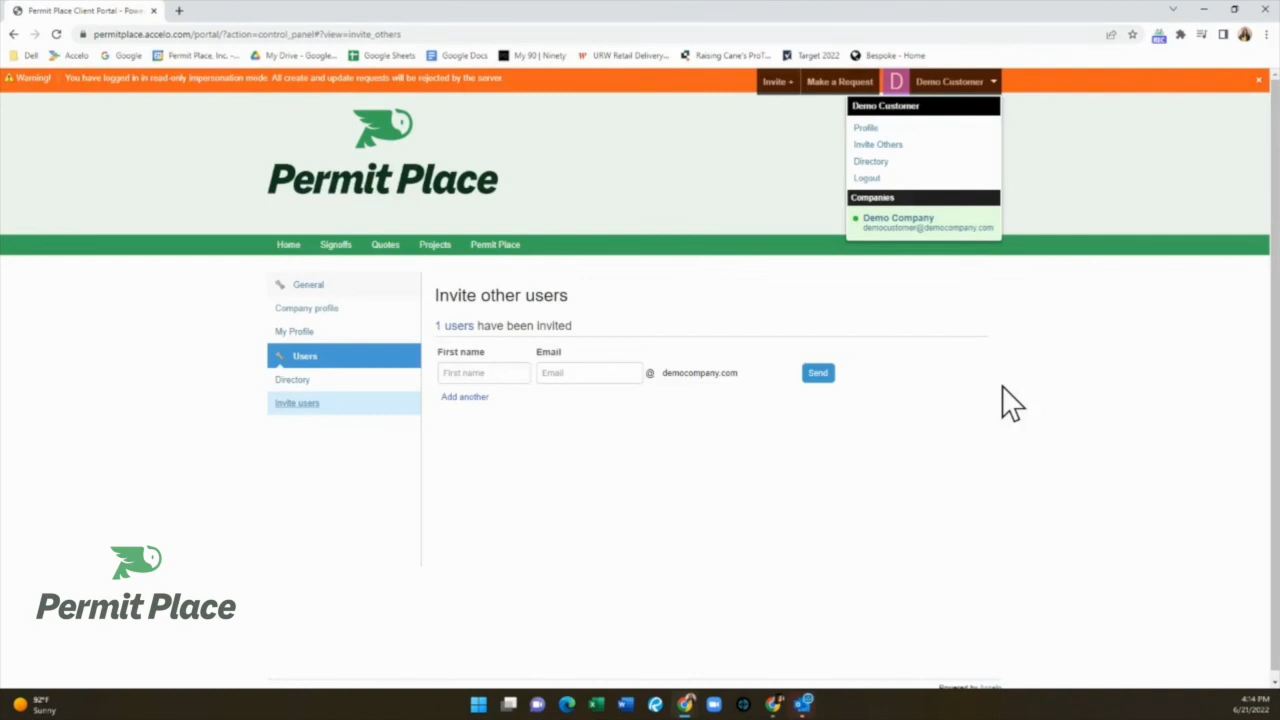 Permit Place Client Portal - Powe
permitplace.accelo.com/portal/?action=control_panel#?view=invite_others
Dell Accelo Google Permit Place, Inc. -... My Drive - Google... Google Sheets Google Docs My 90 | Ninety URW Retail Delivery... Raising Cane's ProT... Target 2022 Bespoke - Home
Warning! You have logged in in read-only impersonation mode. All create and update requests will be rejected by the server
Invite + Make a Request D Demo Customer
Demo Customer
Profile
Invite Others
Directory
Logout
Companies
Demo Company
democustomer@democompany.com
Permit Place
Home Signoffs Quotes Projects Permit Place
General
Company profile
My Profile
Users
Directory
Invite users
Invite other users
1 users have been invited
First name Email
First name Email @ democompany.com Send
Add another
Permit Place
Powered by Accelo
92°F
Sunny
4:14 PM
6/21/2022